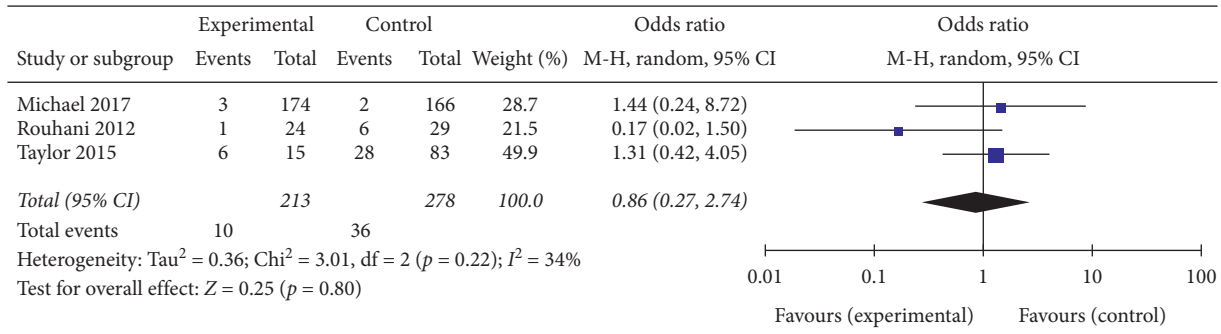 Experimental Control Odds ratio Odds ratio
Study or subgroup Events Total Events Total Weight (%) M-H, random, 95% CI M-H, random, 95% CI
Michael 2017 3 174 2 166 28.7 1.44 (0.24, 8.72)
Rouhani 2012 1 24 6 29 21.5 0.17 (0.02, 1.50)
Taylor 2015 6 15 28 83 49.9 1.31 (0.42, 4.05)
Total (95% CI) 213 278 100.0 0.86 (0.27, 2.74)
Total events 10 36
Heterogeneity: Tau² = 0.36; Chi² = 3.01, df = 2 (p = 0.22); I² = 34%
Test for overall effect: Z = 0.25 (p = 0.80)
0.01 0.1 1 10 100
Favours (experimental) Favours (control)